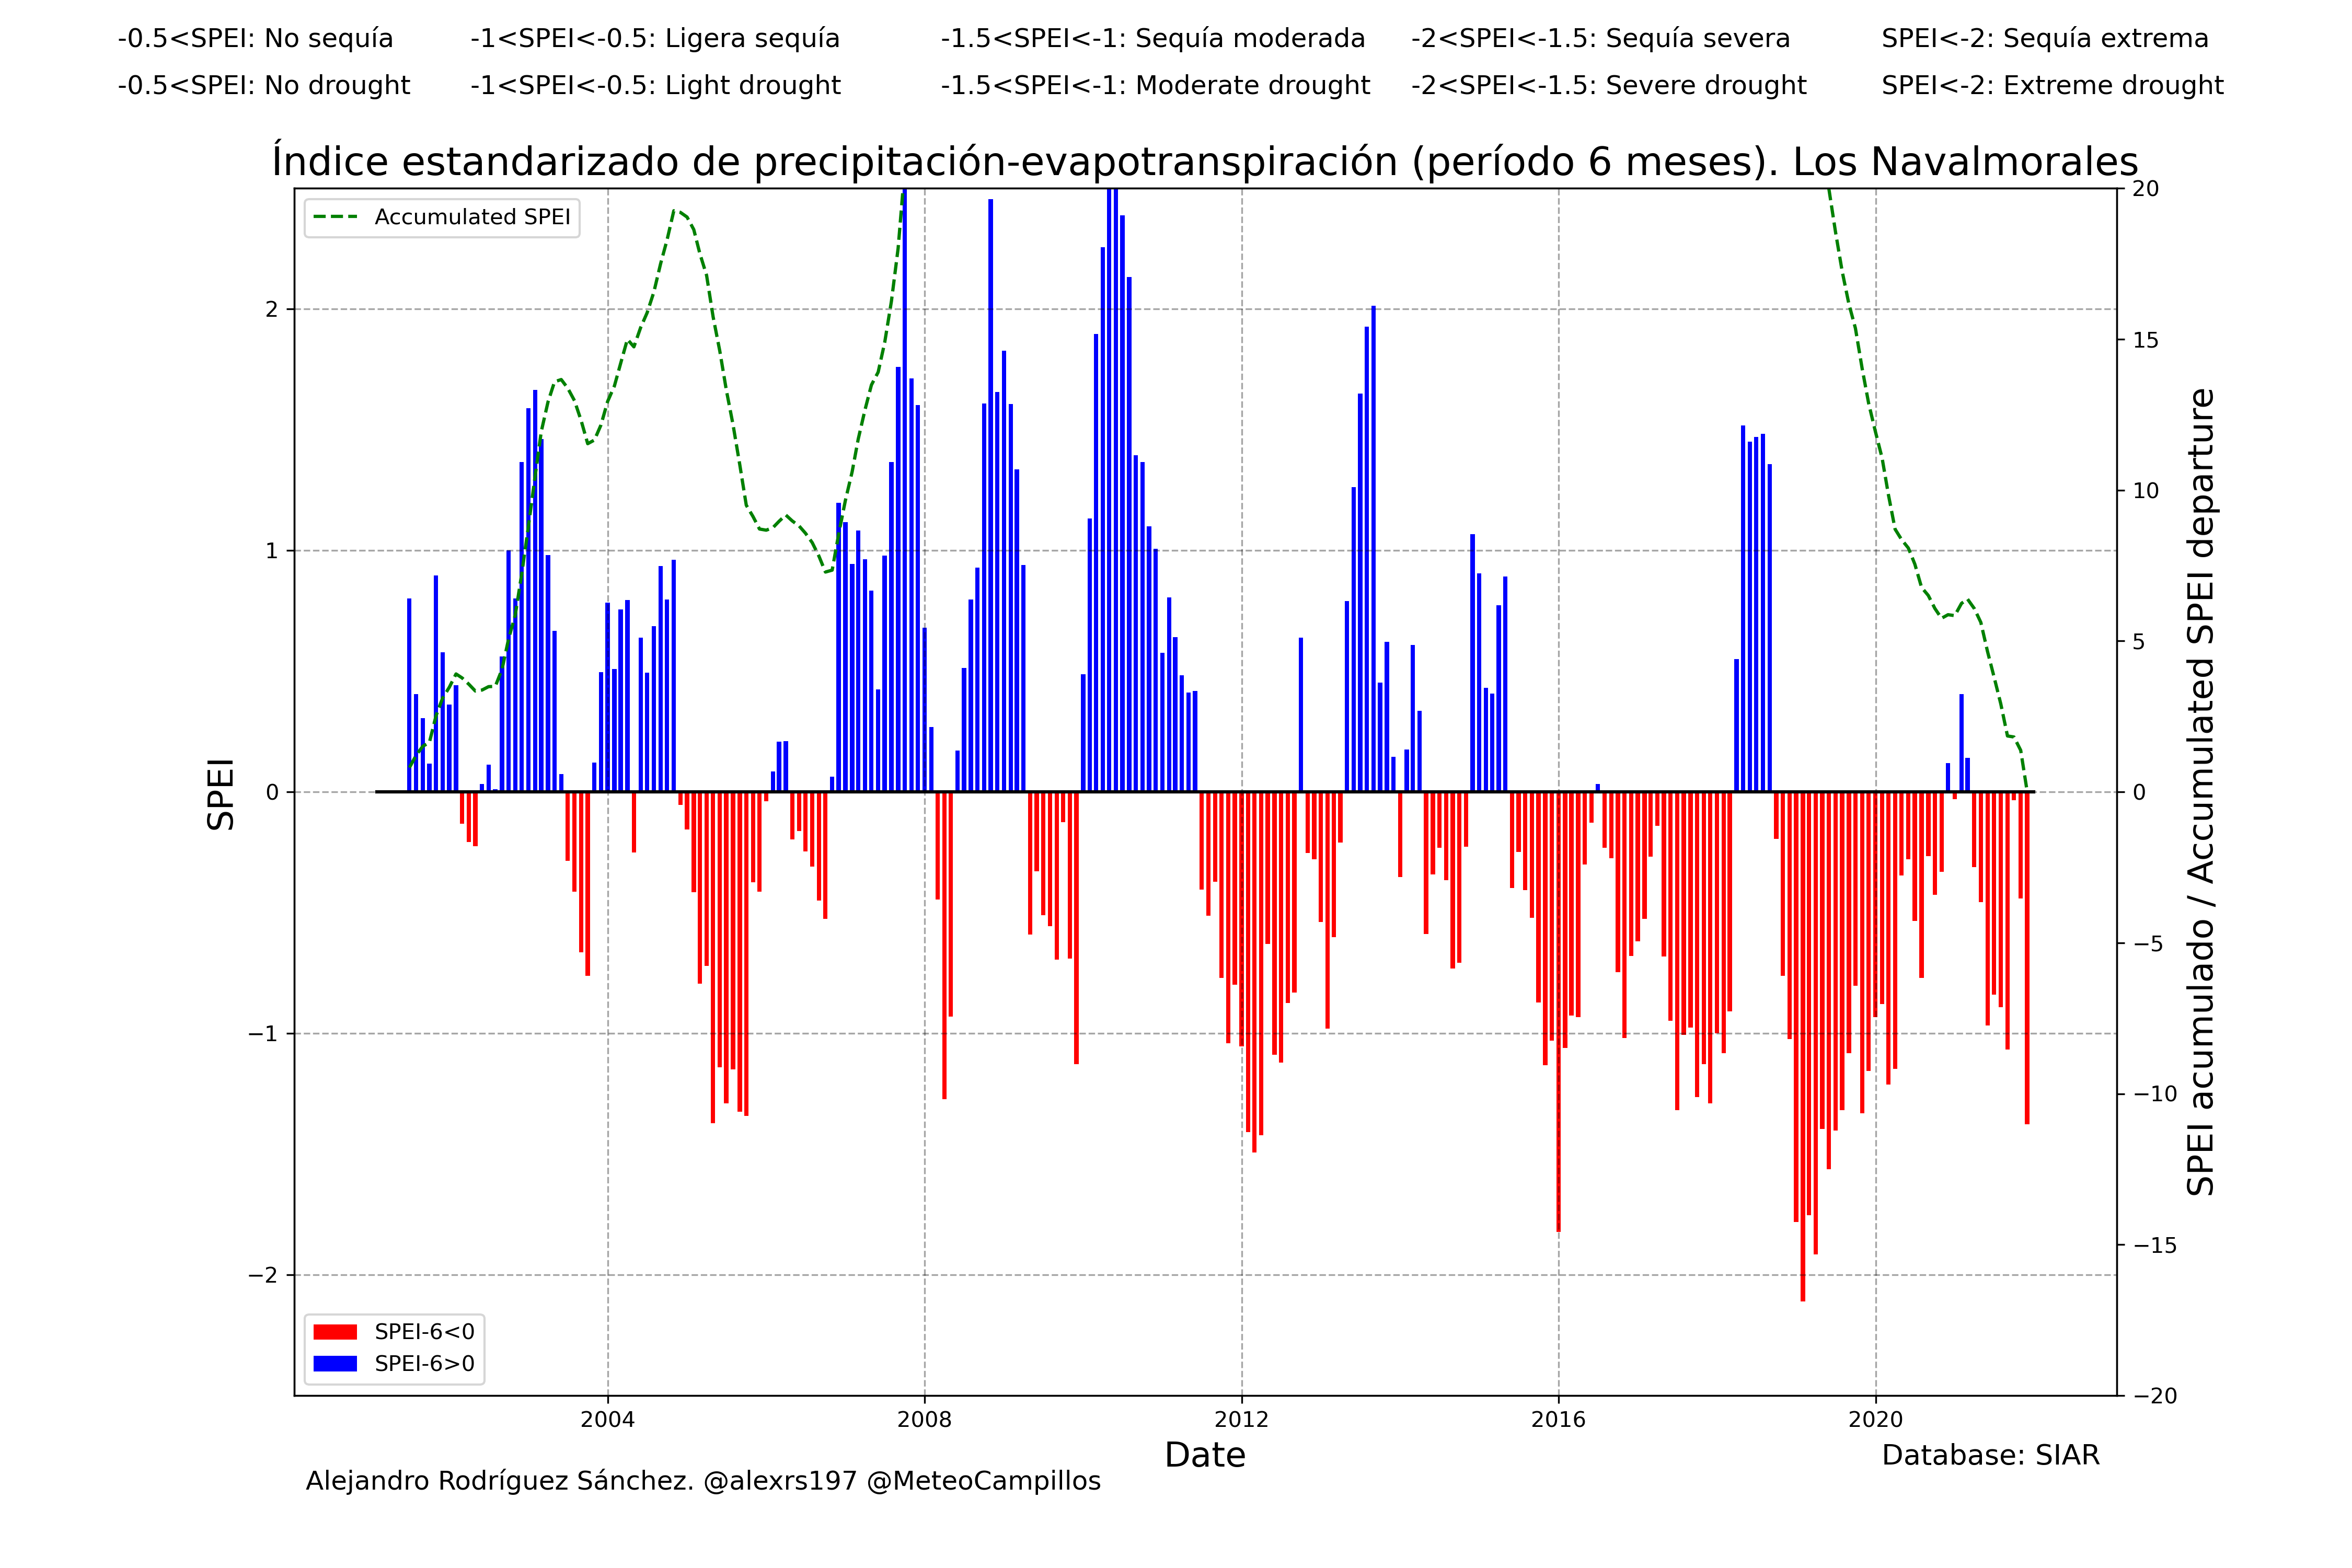 -0.5<SPEI: No sequía -1<SPEI<-0.5: Ligera sequía -1.5<SPEI<-1: Sequía moderada -2<SPEI<-1.5: Sequía severa SPEI<-2: Sequía extrema
-0.5<SPEI: No drought -1<SPEI<-0.5: Light drought -1.5<SPEI<-1: Moderate drought -2<SPEI<-1.5: Severe drought SPEI<-2: Extreme drought
Índice estandarizado de precipitación-evapotranspiración (período 6 meses). Los Navalmorales
Accumulated SPEI
2
1
0
−1
−2
SPEI
20
15
10
5
0
−5
−10
−15
−20
SPEI acumulado / Accumulated SPEI departure
SPEI-6<0
SPEI-6>0
2004 2008 2012 2016 2020
Date
Database: SIAR
Alejandro Rodríguez Sánchez. @alexrs197 @MeteoCampillos